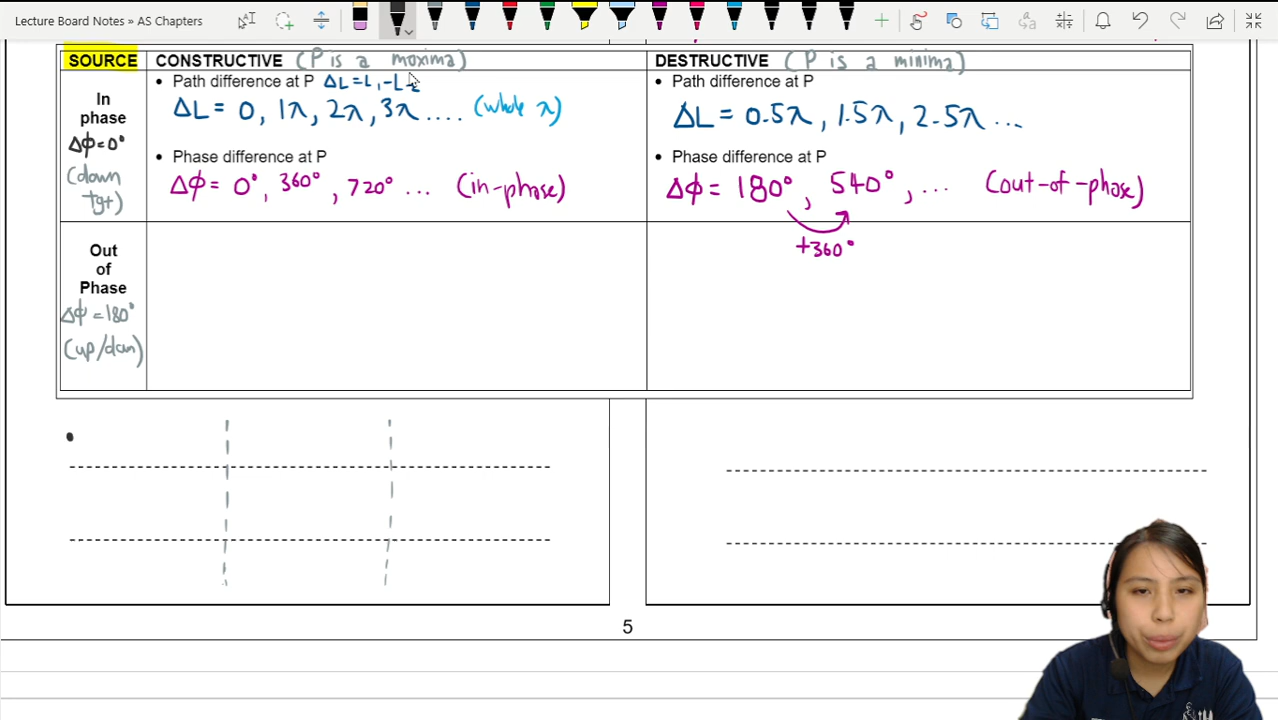 Lecture Board Notes » AS Chapters
SOURCE
CONSTRUCTIVE (P is a maxima)
DESTRUCTIVE (P is a minima)
In
phase
Δϕ=0°
(down
tgt)
• Path difference at P ΔL=L₁-L₂
ΔL= 0, 1λ, 2λ, 3λ .... (whole λ)
• Phase difference at P
Δϕ= 0°, 360°, 720° ... (in-phase)
• Path difference at P
ΔL= 0.5λ, 1.5λ, 2.5λ ...
• Phase difference at P
Δϕ= 180°, 540°, ... (out-of-phase)
+360°
Out
of
Phase
Δϕ=180°
(up/down)
5